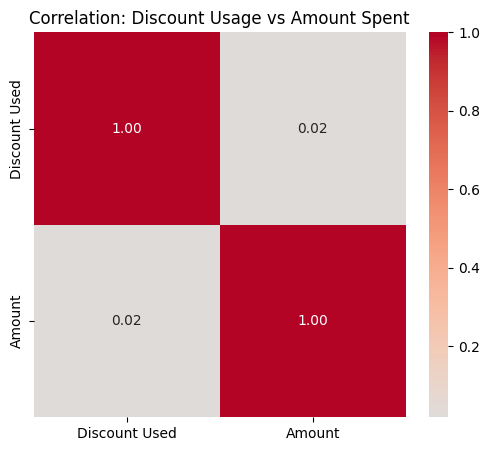 Correlation: Discount Usage vs Amount Spent
Discount Used
1.00
0.02
Amount
0.02
1.00
Discount Used
Amount
1.0
0.8
0.6
0.4
0.2